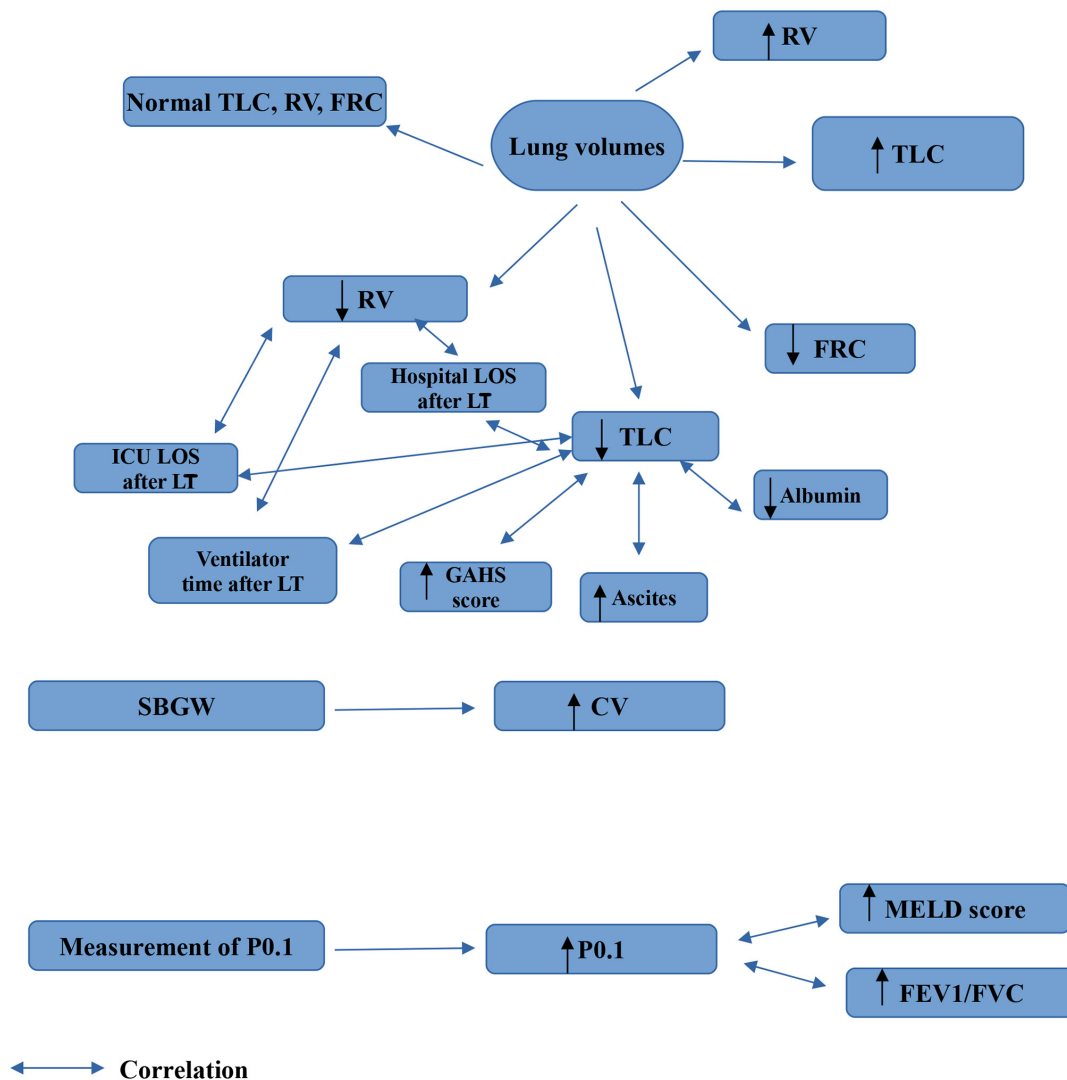 RV
Normal TLC, RV, FRC
Lung volumes
TLC
RV
FRC
Hospital LOS
after LT
TLC
ICU LOS
after LT
Albumin
Ventilator
time after LT
GAHS
score
Ascites
SBGW
CV
MELD score
Measurement of P0.1
P0.1
FEV1/FVC
Correlation